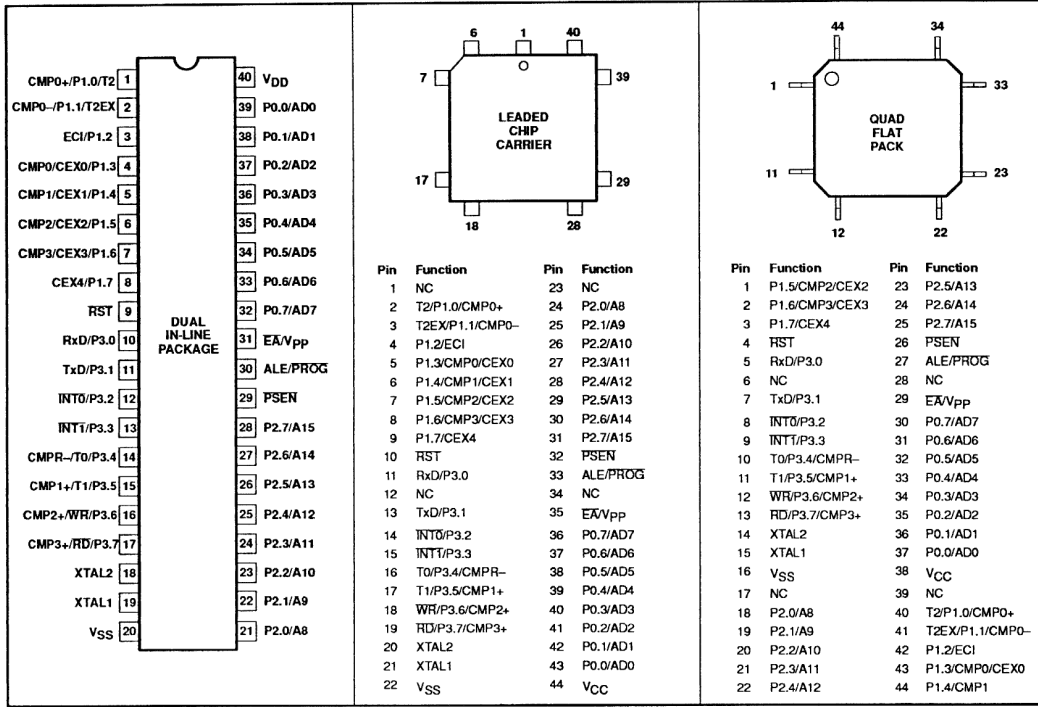 CMP0+/P1.0/T2 1 40 VDD
CMP0–/P1.1/T2EX 2 39 P0.0/AD0
ECI/P1.2 3 38 P0.1/AD1
CMP0/CEX0/P1.3 4 37 P0.2/AD2
CMP1/CEX1/P1.4 5 36 P0.3/AD3
CMP2/CEX2/P1.5 6 35 P0.4/AD4
CMP3/CEX3/P1.6 7 34 P0.5/AD5
CEX4/P1.7 8 33 P0.6/AD6
RST 9 32 P0.7/AD7
DUAL
IN-LINE
PACKAGE
RxD/P3.0 10 31 EA/VPP
TxD/P3.1 11 30 ALE/PROG
INT0/P3.2 12 29 PSEN
INT1/P3.3 13 28 P2.7/A15
CMPR–/T0/P3.4 14 27 P2.6/A14
CMP1+/T1/P3.5 15 26 P2.5/A13
CMP2+/WR/P3.6 16 25 P2.4/A12
CMP3+/RD/P3.7 17 24 P2.3/A11
XTAL2 18 23 P2.2/A10
XTAL1 19 22 P2.1/A9
VSS 20 21 P2.0/A8
6 1 40
7 39
LEADED
CHIP
CARRIER
17 29
18 28
Pin Function Pin Function
1 NC 23 NC
2 T2/P1.0/CMP0+ 24 P2.0/A8
3 T2EX/P1.1/CMP0– 25 P2.1/A9
4 P1.2/ECI 26 P2.2/A10
5 P1.3/CMP0/CEX0 27 P2.3/A11
6 P1.4/CMP1/CEX1 28 P2.4/A12
7 P1.5/CMP2/CEX2 29 P2.5/A13
8 P1.6/CMP3/CEX3 30 P2.6/A14
9 P1.7/CEX4 31 P2.7/A15
10 RST 32 PSEN
11 RxD/P3.0 33 ALE/PROG
12 NC 34 NC
13 TxD/P3.1 35 EA/VPP
14 INT0/P3.2 36 P0.7/AD7
15 INT1/P3.3 37 P0.6/AD6
16 T0/P3.4/CMPR– 38 P0.5/AD5
17 T1/P3.5/CMP1+ 39 P0.4/AD4
18 WR/P3.6/CMP2+ 40 P0.3/AD3
19 RD/P3.7/CMP3+ 41 P0.2/AD2
20 XTAL2 42 P0.1/AD1
21 XTAL1 43 P0.0/AD0
22 VSS 44 VCC
44 34
1 33
QUAD
FLAT
PACK
11 23
12 22
Pin Function Pin Function
1 P1.5/CMP2/CEX2 23 P2.5/A13
2 P1.6/CMP3/CEX3 24 P2.6/A14
3 P1.7/CEX4 25 P2.7/A15
4 RST 26 PSEN
5 RxD/P3.0 27 ALE/PROG
6 NC 28 NC
7 TxD/P3.1 29 EA/VPP
8 INT0/P3.2 30 P0.7/AD7
9 INT1/P3.3 31 P0.6/AD6
10 T0/P3.4/CMPR– 32 P0.5/AD5
11 T1/P3.5/CMP1+ 33 P0.4/AD4
12 WR/P3.6/CMP2+ 34 P0.3/AD3
13 RD/P3.7/CMP3+ 35 P0.2/AD2
14 XTAL2 36 P0.1/AD1
15 XTAL1 37 P0.0/AD0
16 VSS 38 VCC
17 NC 39 NC
18 P2.0/A8 40 T2/P1.0/CMP0+
19 P2.1/A9 41 T2EX/P1.1/CMP0–
20 P2.2/A10 42 P1.2/ECI
21 P2.3/A11 43 P1.3/CMP0/CEX0
22 P2.4/A12 44 P1.4/CMP1